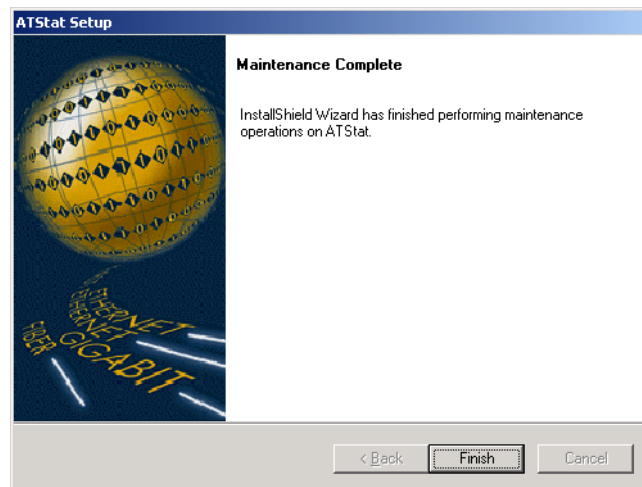 ATStat Setup
Maintenance Complete
InstallShield Wizard has finished performing maintenance
operations on ATStat.
ETHERNET
ETHERNET
FIBER
GIGABIT
< Back
Finish
Cancel